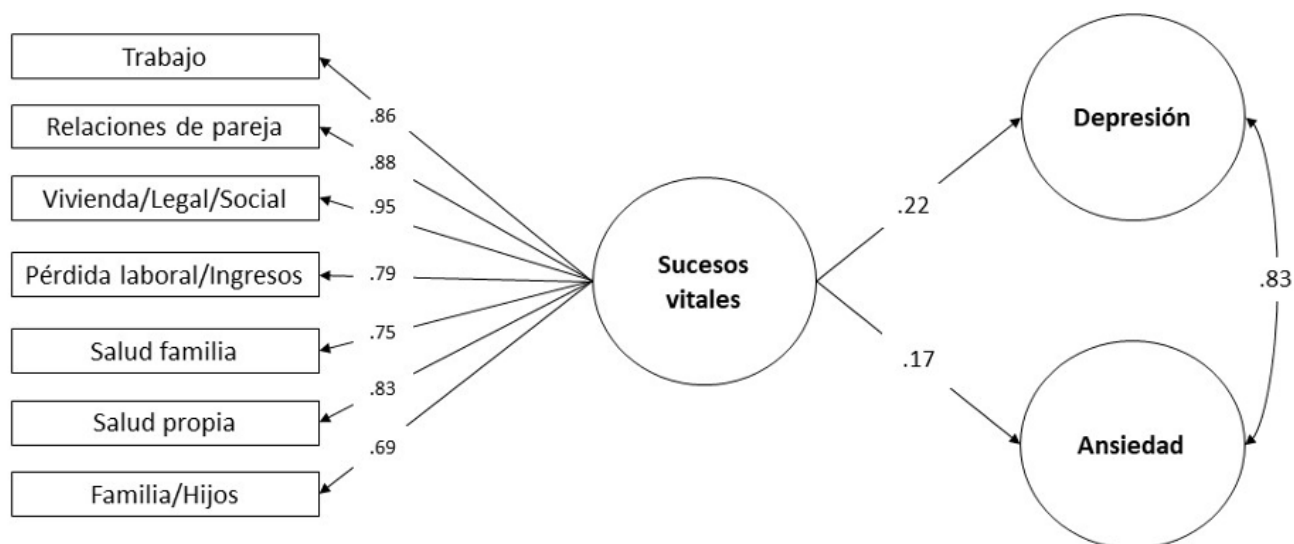 Trabajo
Relaciones de pareja
Vivienda/Legal/Social
Pérdida laboral/Ingresos
Salud familia
Salud propia
Familia/Hijos
.86
.88
.95
.79
.75
.83
.69
Sucesos
vitales
.22
.17
Depresión
Ansiedad
.83